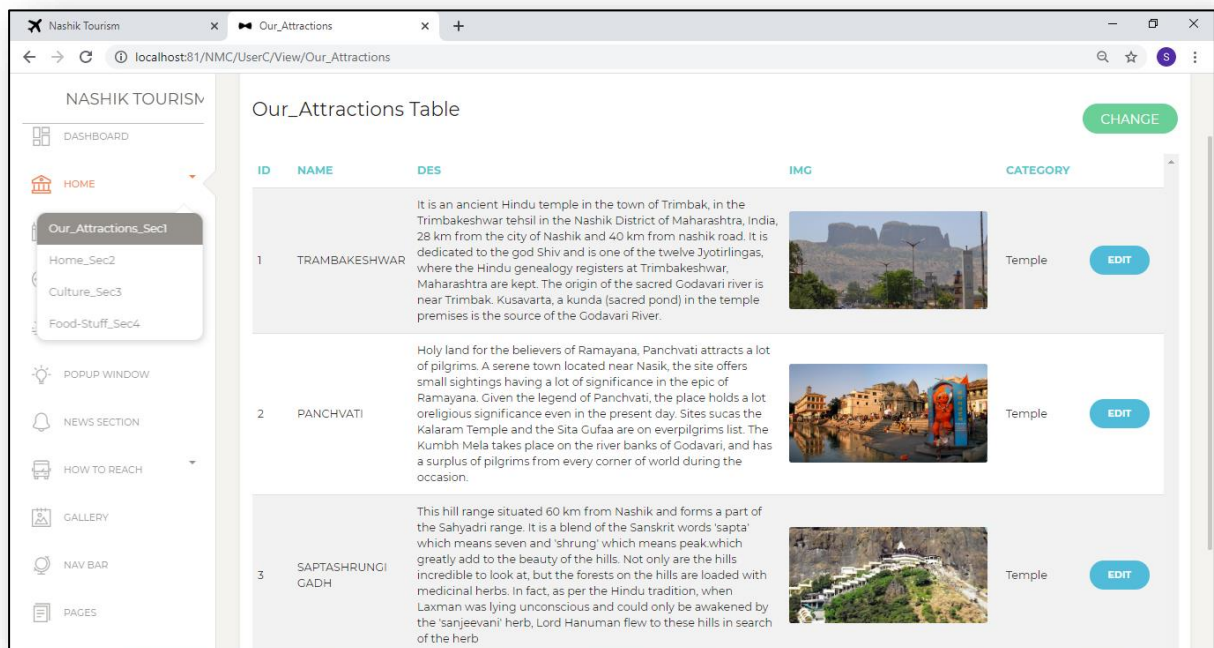 Nashik Tourism
Our_Attractions
localhost:81/NMC/UserC/View/Our_Attractions
S
NASHIK TOURISM
DASHBOARD
HOME
Our_Attractions_Sec1
Home_Sec2
Culture_Sec3
Food-Stuff_Sec4
POPUP WINDOW
NEWS SECTION
HOW TO REACH
GALLERY
NAV BAR
PAGES
Our_Attractions Table
CHANGE
ID NAME DES IMG CATEGORY
1 TRAMBAKESHWAR
It is an ancient Hindu temple in the town of Trimbak, in the
Trimbakeshwar tehsil in the Nashik District of Maharashtra, India,
28 km from the city of Nashik and 40 km from nashik road. It is
dedicated to the god Shiv and is one of the twelve Jyotirlingas,
where the Hindu genealogy registers at Trimbakeshwar,
Maharashtra are kept. The origin of the sacred Godavari river is
near Trimbak. Kusavarta, a kunda (sacred pond) in the temple
premises is the source of the Godavari River.
Temple EDIT
2 PANCHVATI
Holy land for the believers of Ramayana, Panchvati attracts a lot
of pilgrims. A serene town located near Nasik, the site offers
small sightings having a lot of significance in the epic of
Ramayana. Given the legend of Panchvati, the place holds a lot
oreligious significance even in the present day. Sites sucas the
Kalaram Temple and the Sita Gufaa are on everpilgrims list. The
Kumbh Mela takes place on the river banks of Godavari, and has
a surplus of pilgrims from every corner of world during the
occasion.
Temple EDIT
3 SAPTASHRUNGI
GADH
This hill range situated 60 km from Nashik and forms a part of
the Sahyadri range. It is a blend of the Sanskrit words 'sapta'
which means seven and 'shrung' which means peak.which
greatly add to the beauty of the hills. Not only are the hills
incredible to look at, but the forests on the hills are loaded with
medicinal herbs. In fact, as per the Hindu tradition, when
Laxman was lying unconscious and could only be awakened by
the 'sanjeevani' herb, Lord Hanuman flew to these hills in search
of the herb
Temple EDIT